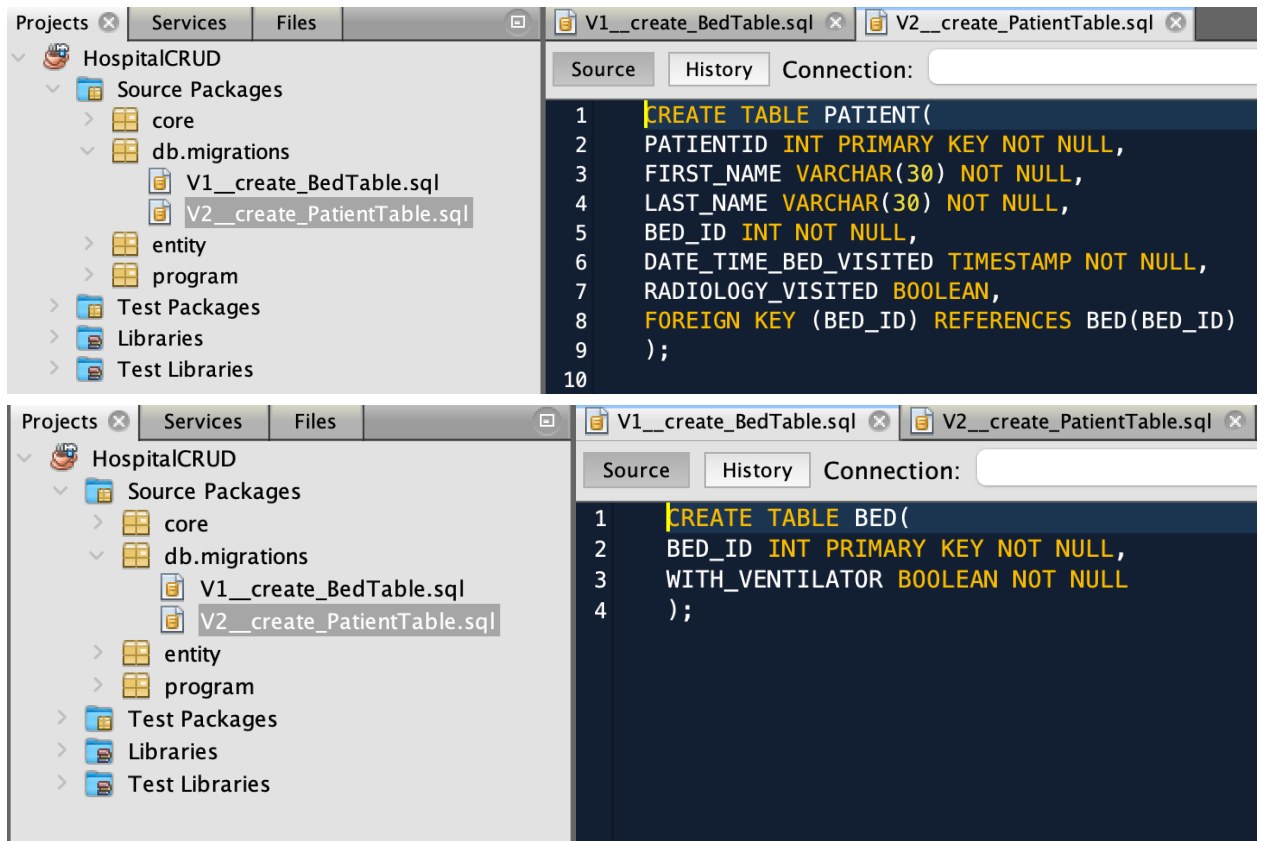 Projects Services Files
HospitalCRUD
Source Packages
core
db.migrations
V1__create_BedTable.sql
V2__create_PatientTable.sql
entity
program
Test Packages
Libraries
Test Libraries
V1__create_BedTable.sql V2__create_PatientTable.sql
Source History Connection:
1 CREATE TABLE PATIENT(
2 PATIENTID INT PRIMARY KEY NOT NULL,
3 FIRST_NAME VARCHAR(30) NOT NULL,
4 LAST_NAME VARCHAR(30) NOT NULL,
5 BED_ID INT NOT NULL,
6 DATE_TIME_BED_VISITED TIMESTAMP NOT NULL,
7 RADIOLOGY_VISITED BOOLEAN,
8 FOREIGN KEY (BED_ID) REFERENCES BED(BED_ID)
9 );
10
Projects Services Files
HospitalCRUD
Source Packages
core
db.migrations
V1__create_BedTable.sql
V2__create_PatientTable.sql
entity
program
Test Packages
Libraries
Test Libraries
V1__create_BedTable.sql V2__create_PatientTable.sql
Source History Connection:
1 CREATE TABLE BED(
2 BED_ID INT PRIMARY KEY NOT NULL,
3 WITH_VENTILATOR BOOLEAN NOT NULL
4 );